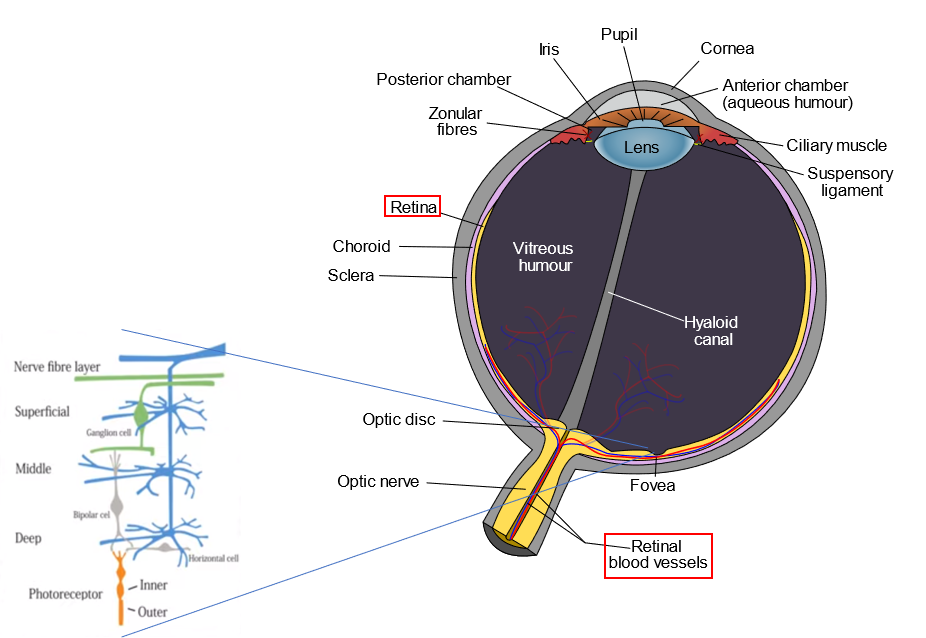 Pupil
Iris
Cornea
Posterior chamber
Anterior chamber
(aqueous humour)
Zonular
fibres
Lens
Ciliary muscle
Suspensory
ligament
Retina
Choroid
Sclera
Vitreous
humour
Hyaloid
canal
Nerve fibre layer
Superficial
Ganglion cell
Optic disc
Middle
Optic nerve
Fovea
Bipolar cel
Deep
Horizontal cell
Retinal
blood vessels
Photoreceptor
Inner
Outer